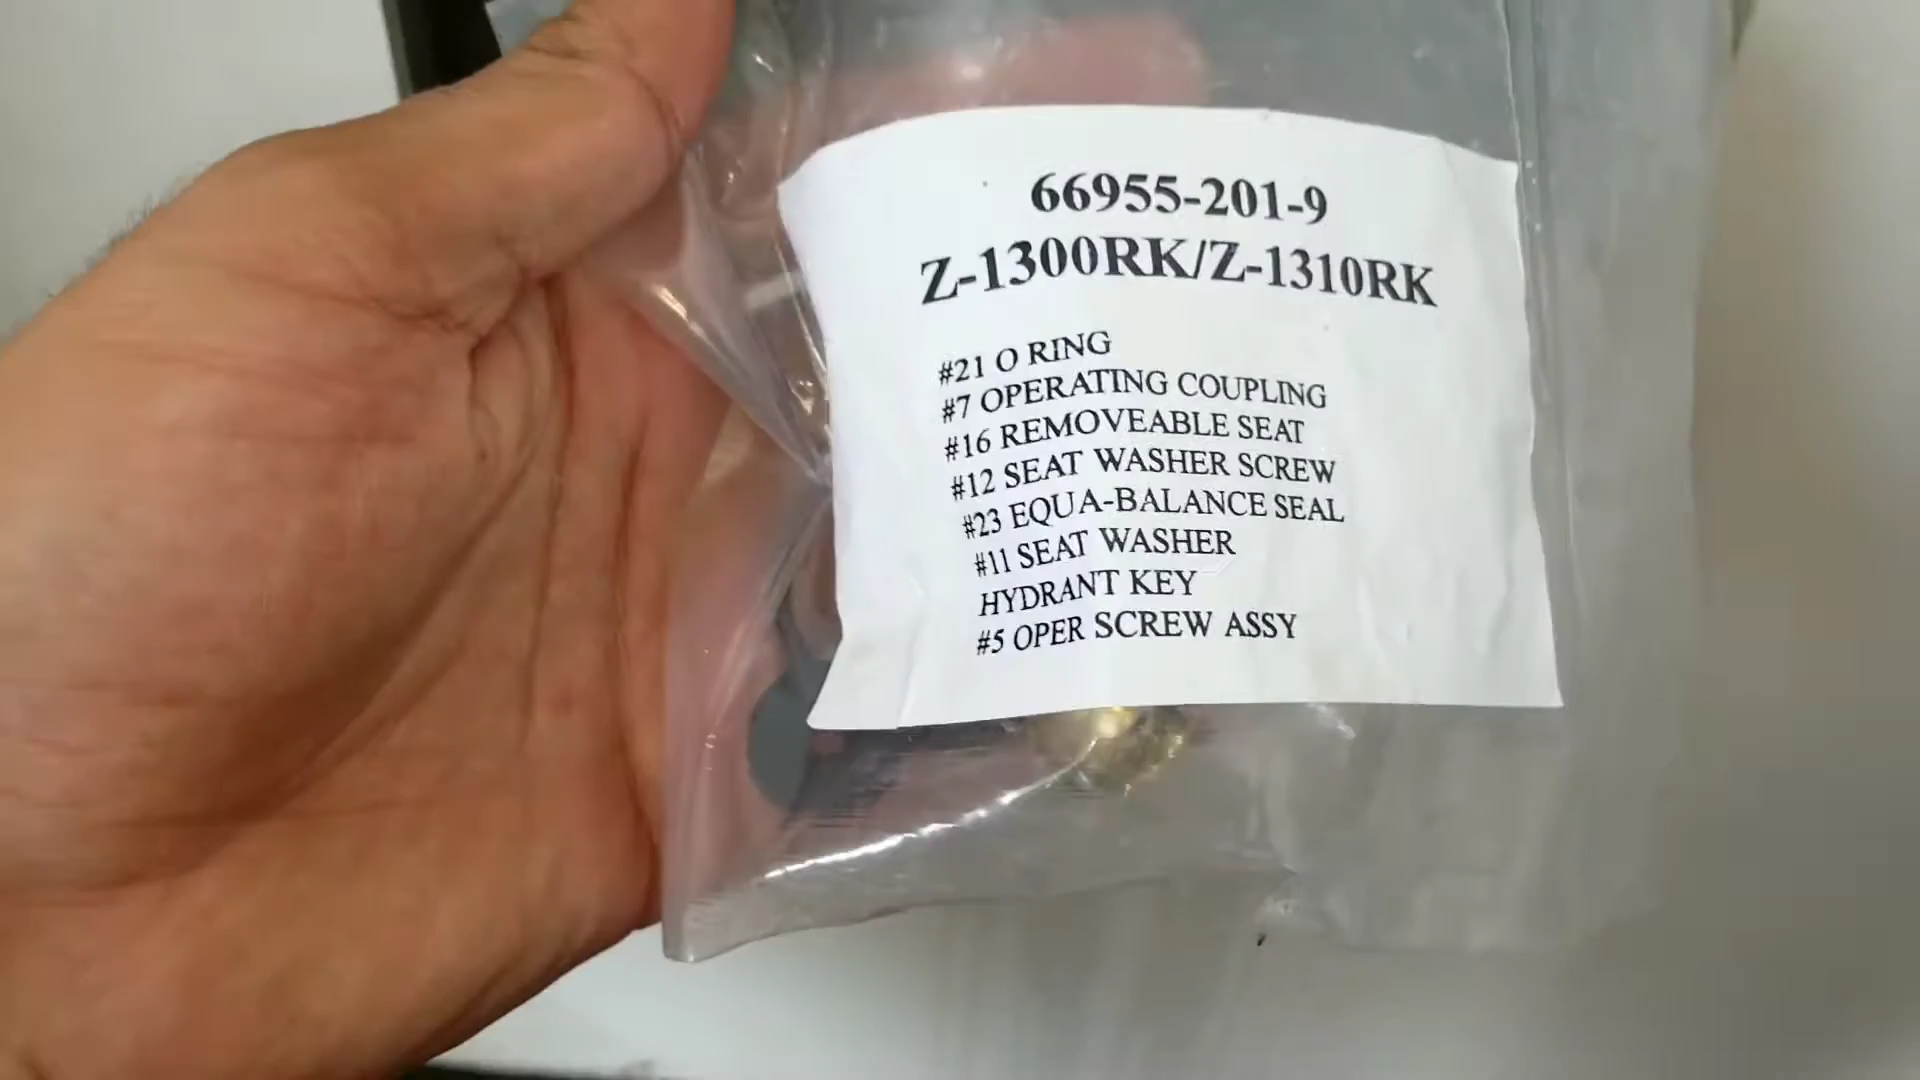 66955-201-9
Z-1300RK/Z-1310RK
#21 O RING
#7 OPERATING COUPLING
#16 REMOVEABLE SEAT
#12 SEAT WASHER SCREW
#23 EQUA-BALANCE SEAL
#11 SEAT WASHER
HYDRANT KEY
#5 OPER SCREW ASSY